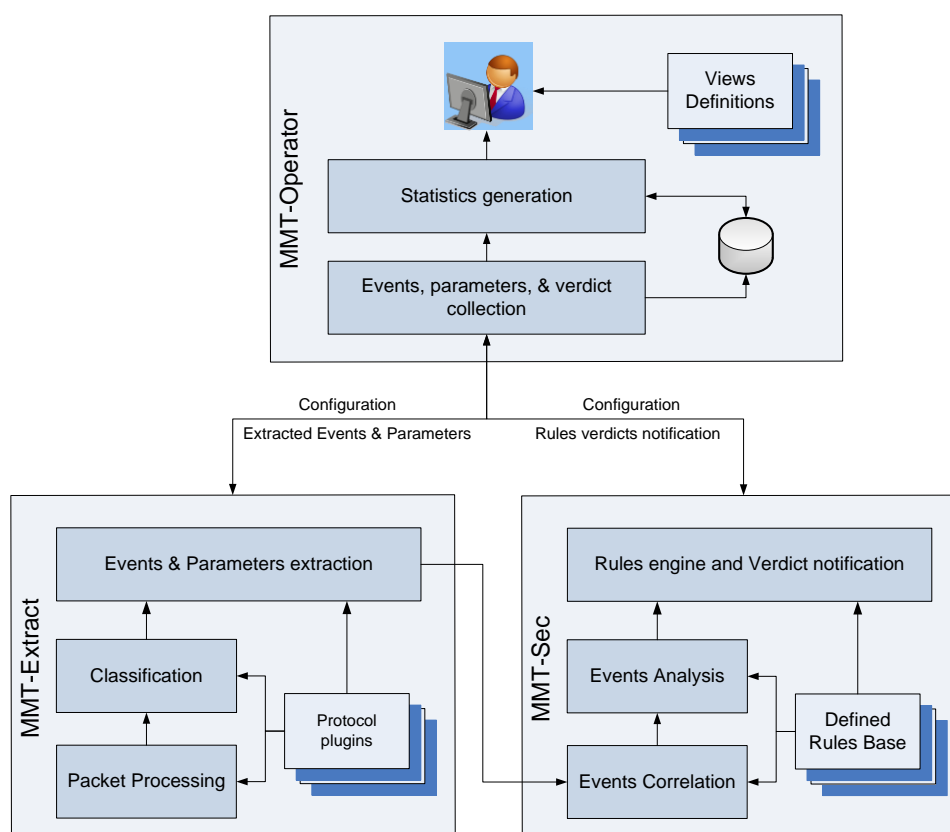 MMT-Operator
Views
Definitions
Statistics generation
Events, parameters, & verdict
collection
Configuration
Extracted Events & Parameters
Configuration
Rules verdicts notification
MMT-Extract
Events & Parameters extraction
Classification
Protocol
plugins
Packet Processing
MMT-Sec
Rules engine and Verdict notification
Events Analysis
Defined
Rules Base
Events Correlation